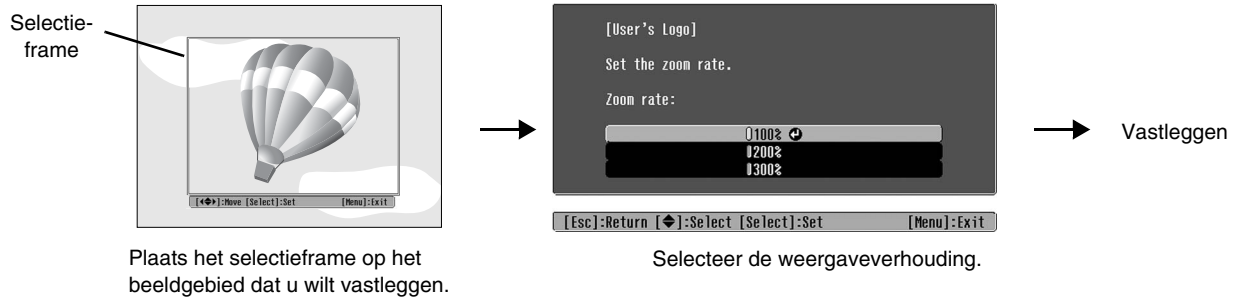 Selectie-
frame
[◀◆▶]:Move [Select]:Set [Menu]:Exit
Plaats het selectieframe op het
beeldgebied dat u wilt vastleggen.
[User's Logo]
Set the zoom rate.
Zoom rate:
100%
200%
300%
[Esc]:Return [◆]:Select [Select]:Set [Menu]:Exit
Selecteer de weergaveverhouding.
Vastleggen